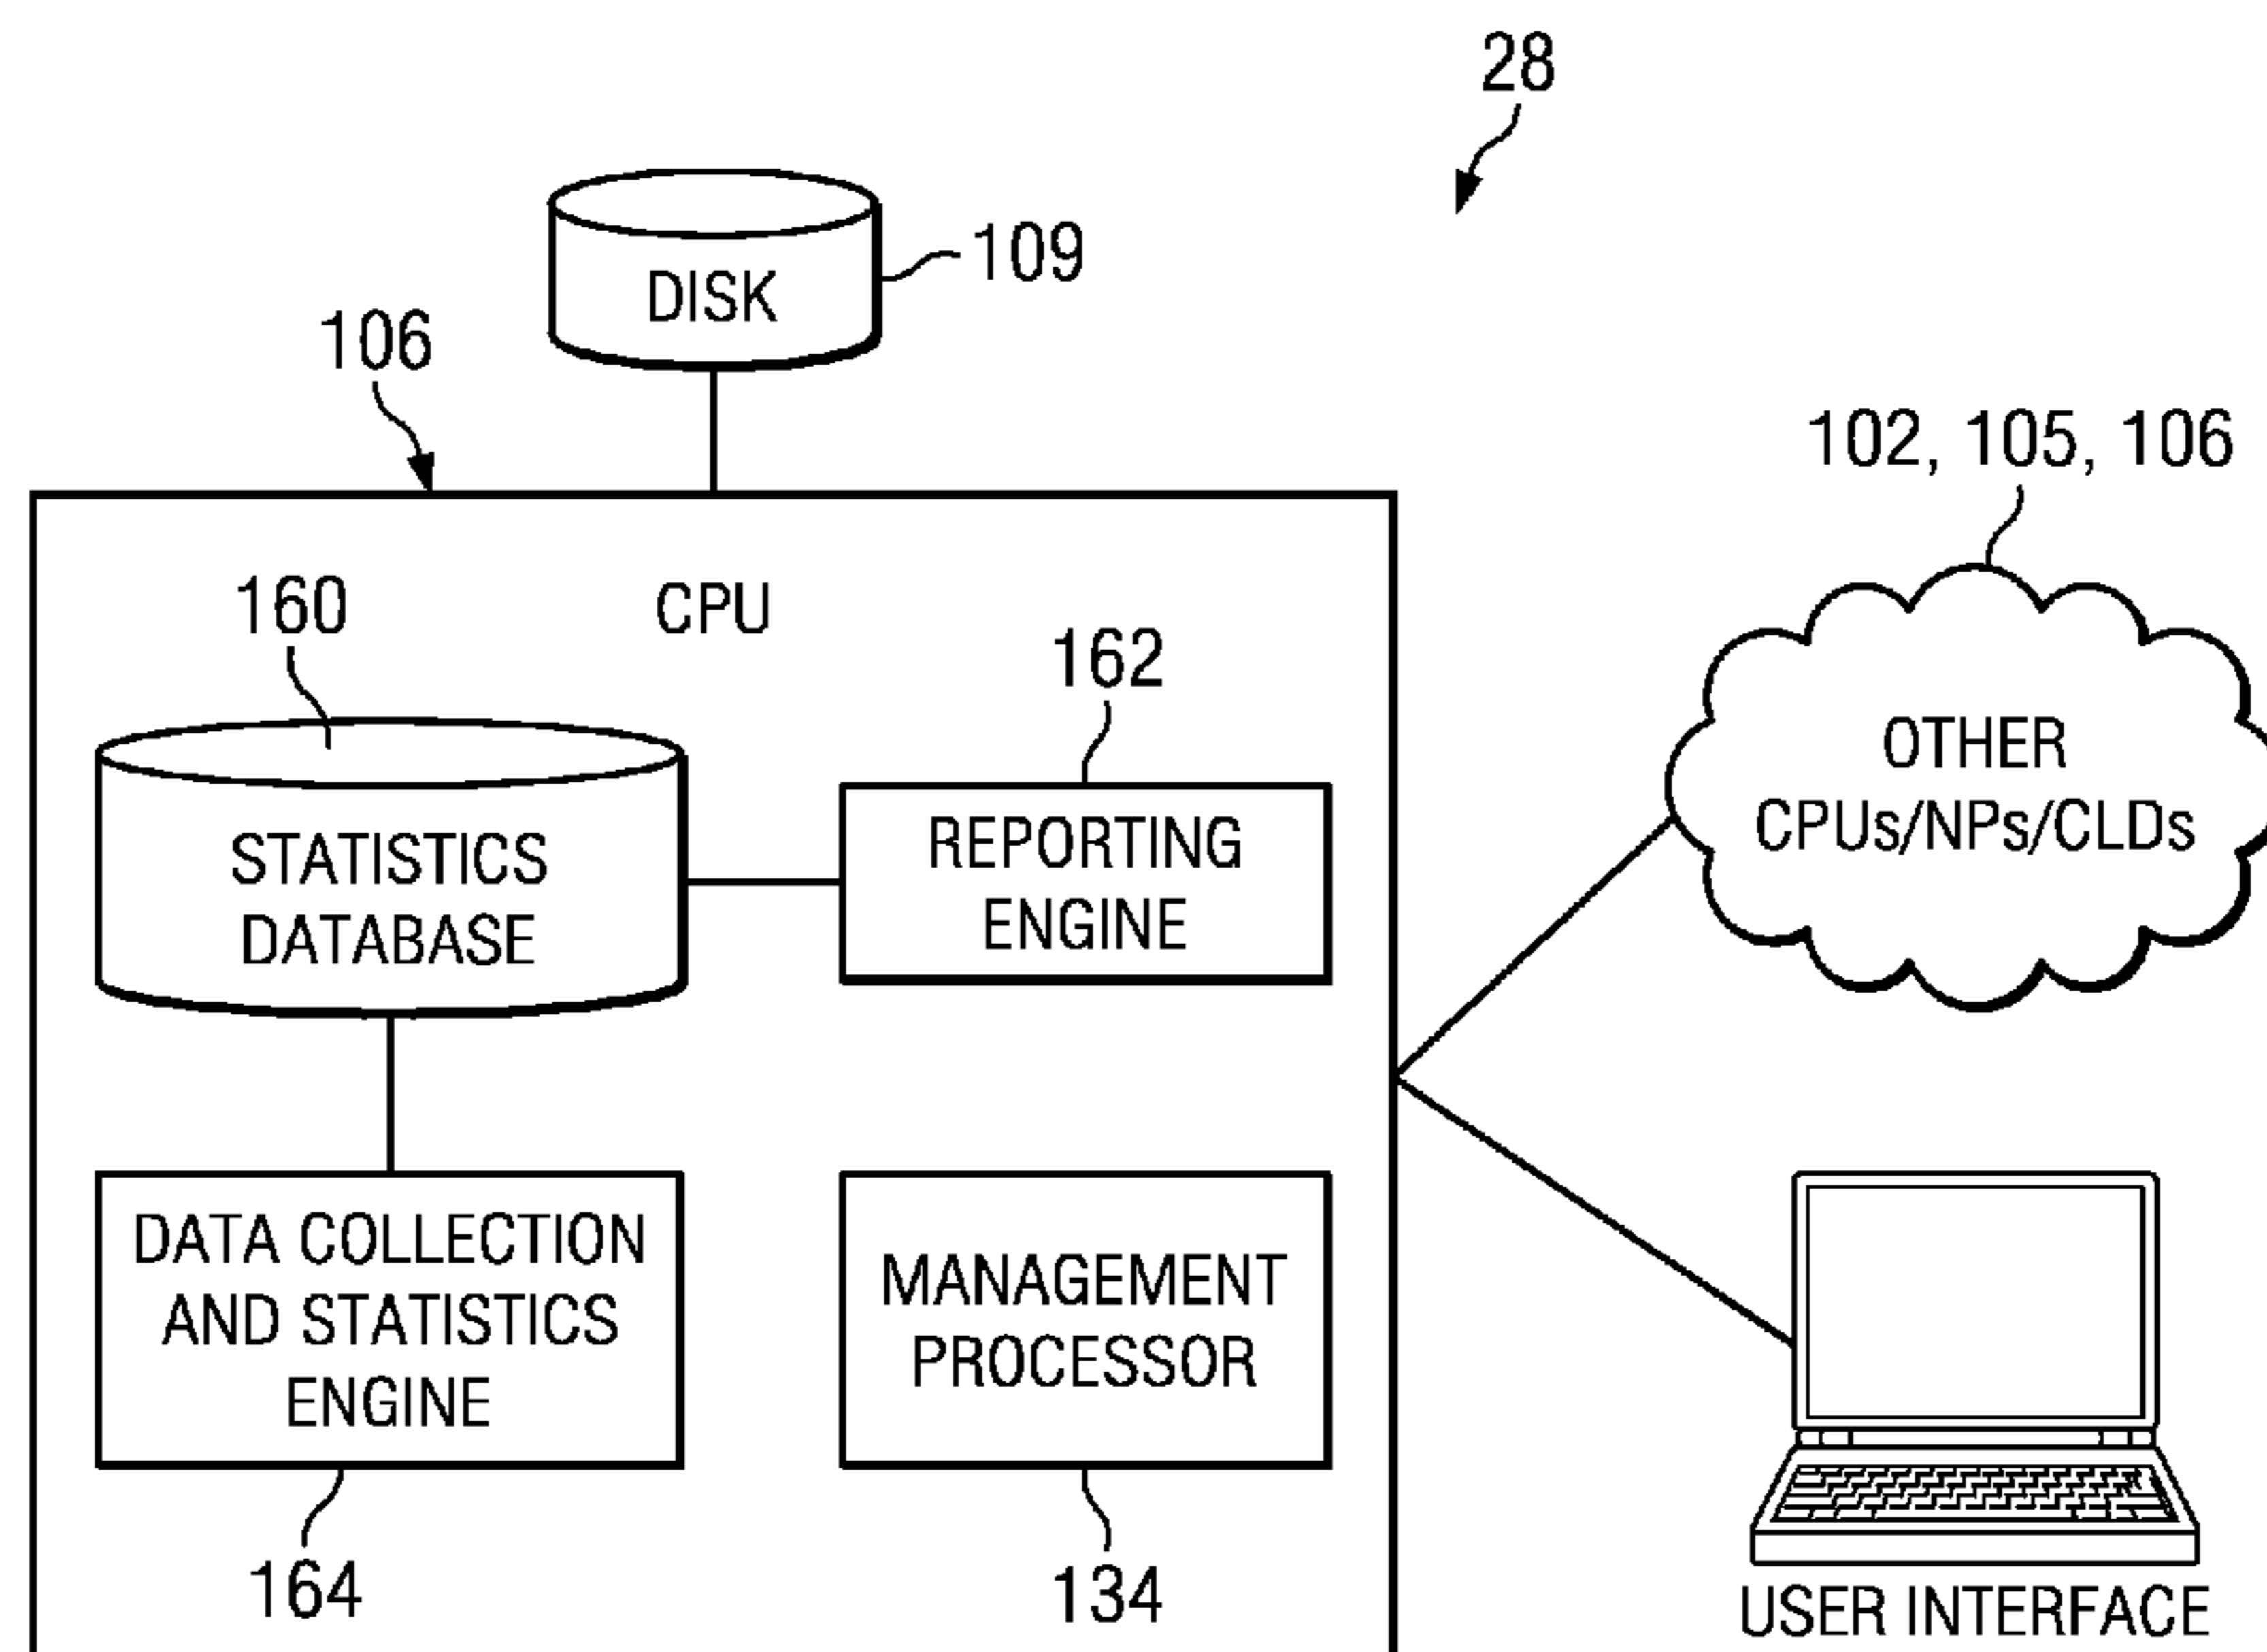 28
DISK
109
106
102, 105, 106
CPU
160
162
STATISTICS
DATABASE
REPORTING
ENGINE
OTHER
CPUs/NPs/CLDs
DATA COLLECTION
AND STATISTICS
ENGINE
MANAGEMENT
PROCESSOR
164
134
USER INTERFACE